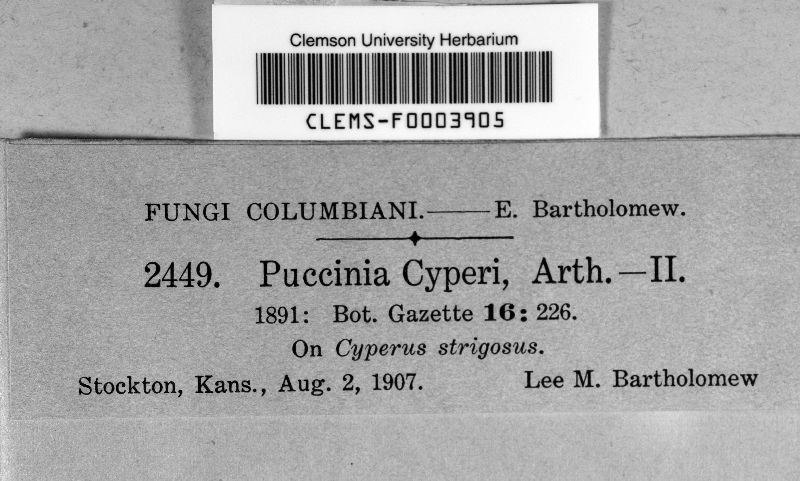 Clemson University Herbarium
CLEMS-F0003905
FUNGI COLUMBIANI.——E. Bartholomew.
2449. Puccinia Cyperi, Arth.—II.
1891: Bot. Gazette 16: 226.
On Cyperus strigosus.
Stockton, Kans., Aug. 2, 1907. Lee M. Bartholomew